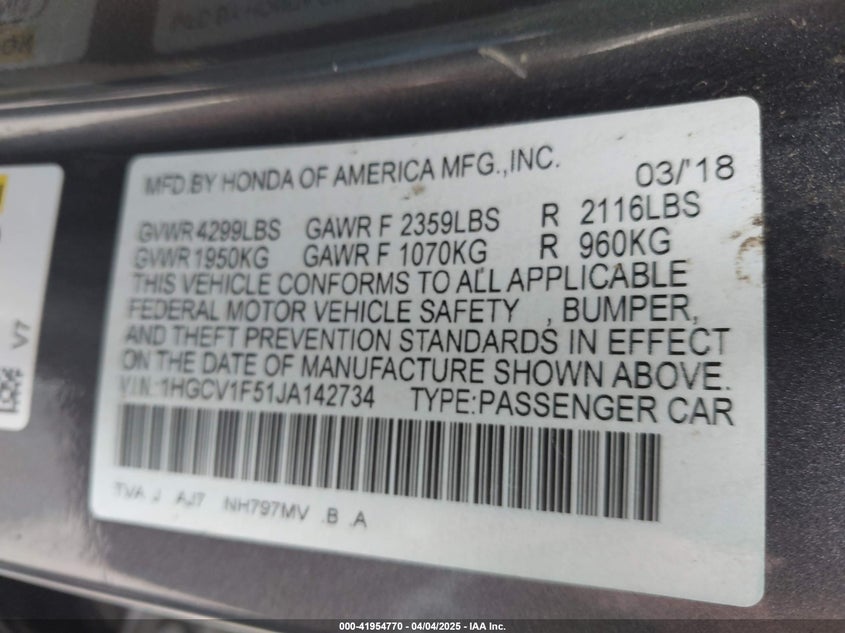 MFD.BY HONDA OF AMERICA MFG.,INC. 03/'18
GVWR 4299LBS GAWR F 2359LBS R 2116LBS
GVWR 1950KG GAWR F 1070KG R 960KG
THIS VEHICLE CONFORMS TO ALL APPLICABLE
FEDERAL MOTOR VEHICLE SAFETY , BUMPER,
AND THEFT PREVENTION STANDARDS IN EFFECT
ON THE DATE OF MANUFACTURE SHOWN ABOVE.
VIN:1HGCV1F51JA142734 TYPE:PASSENGER CAR
TVA J AJ7 NH797MV .B .A
V7
000-41954770 - 04/04/2025 - IAA Inc.